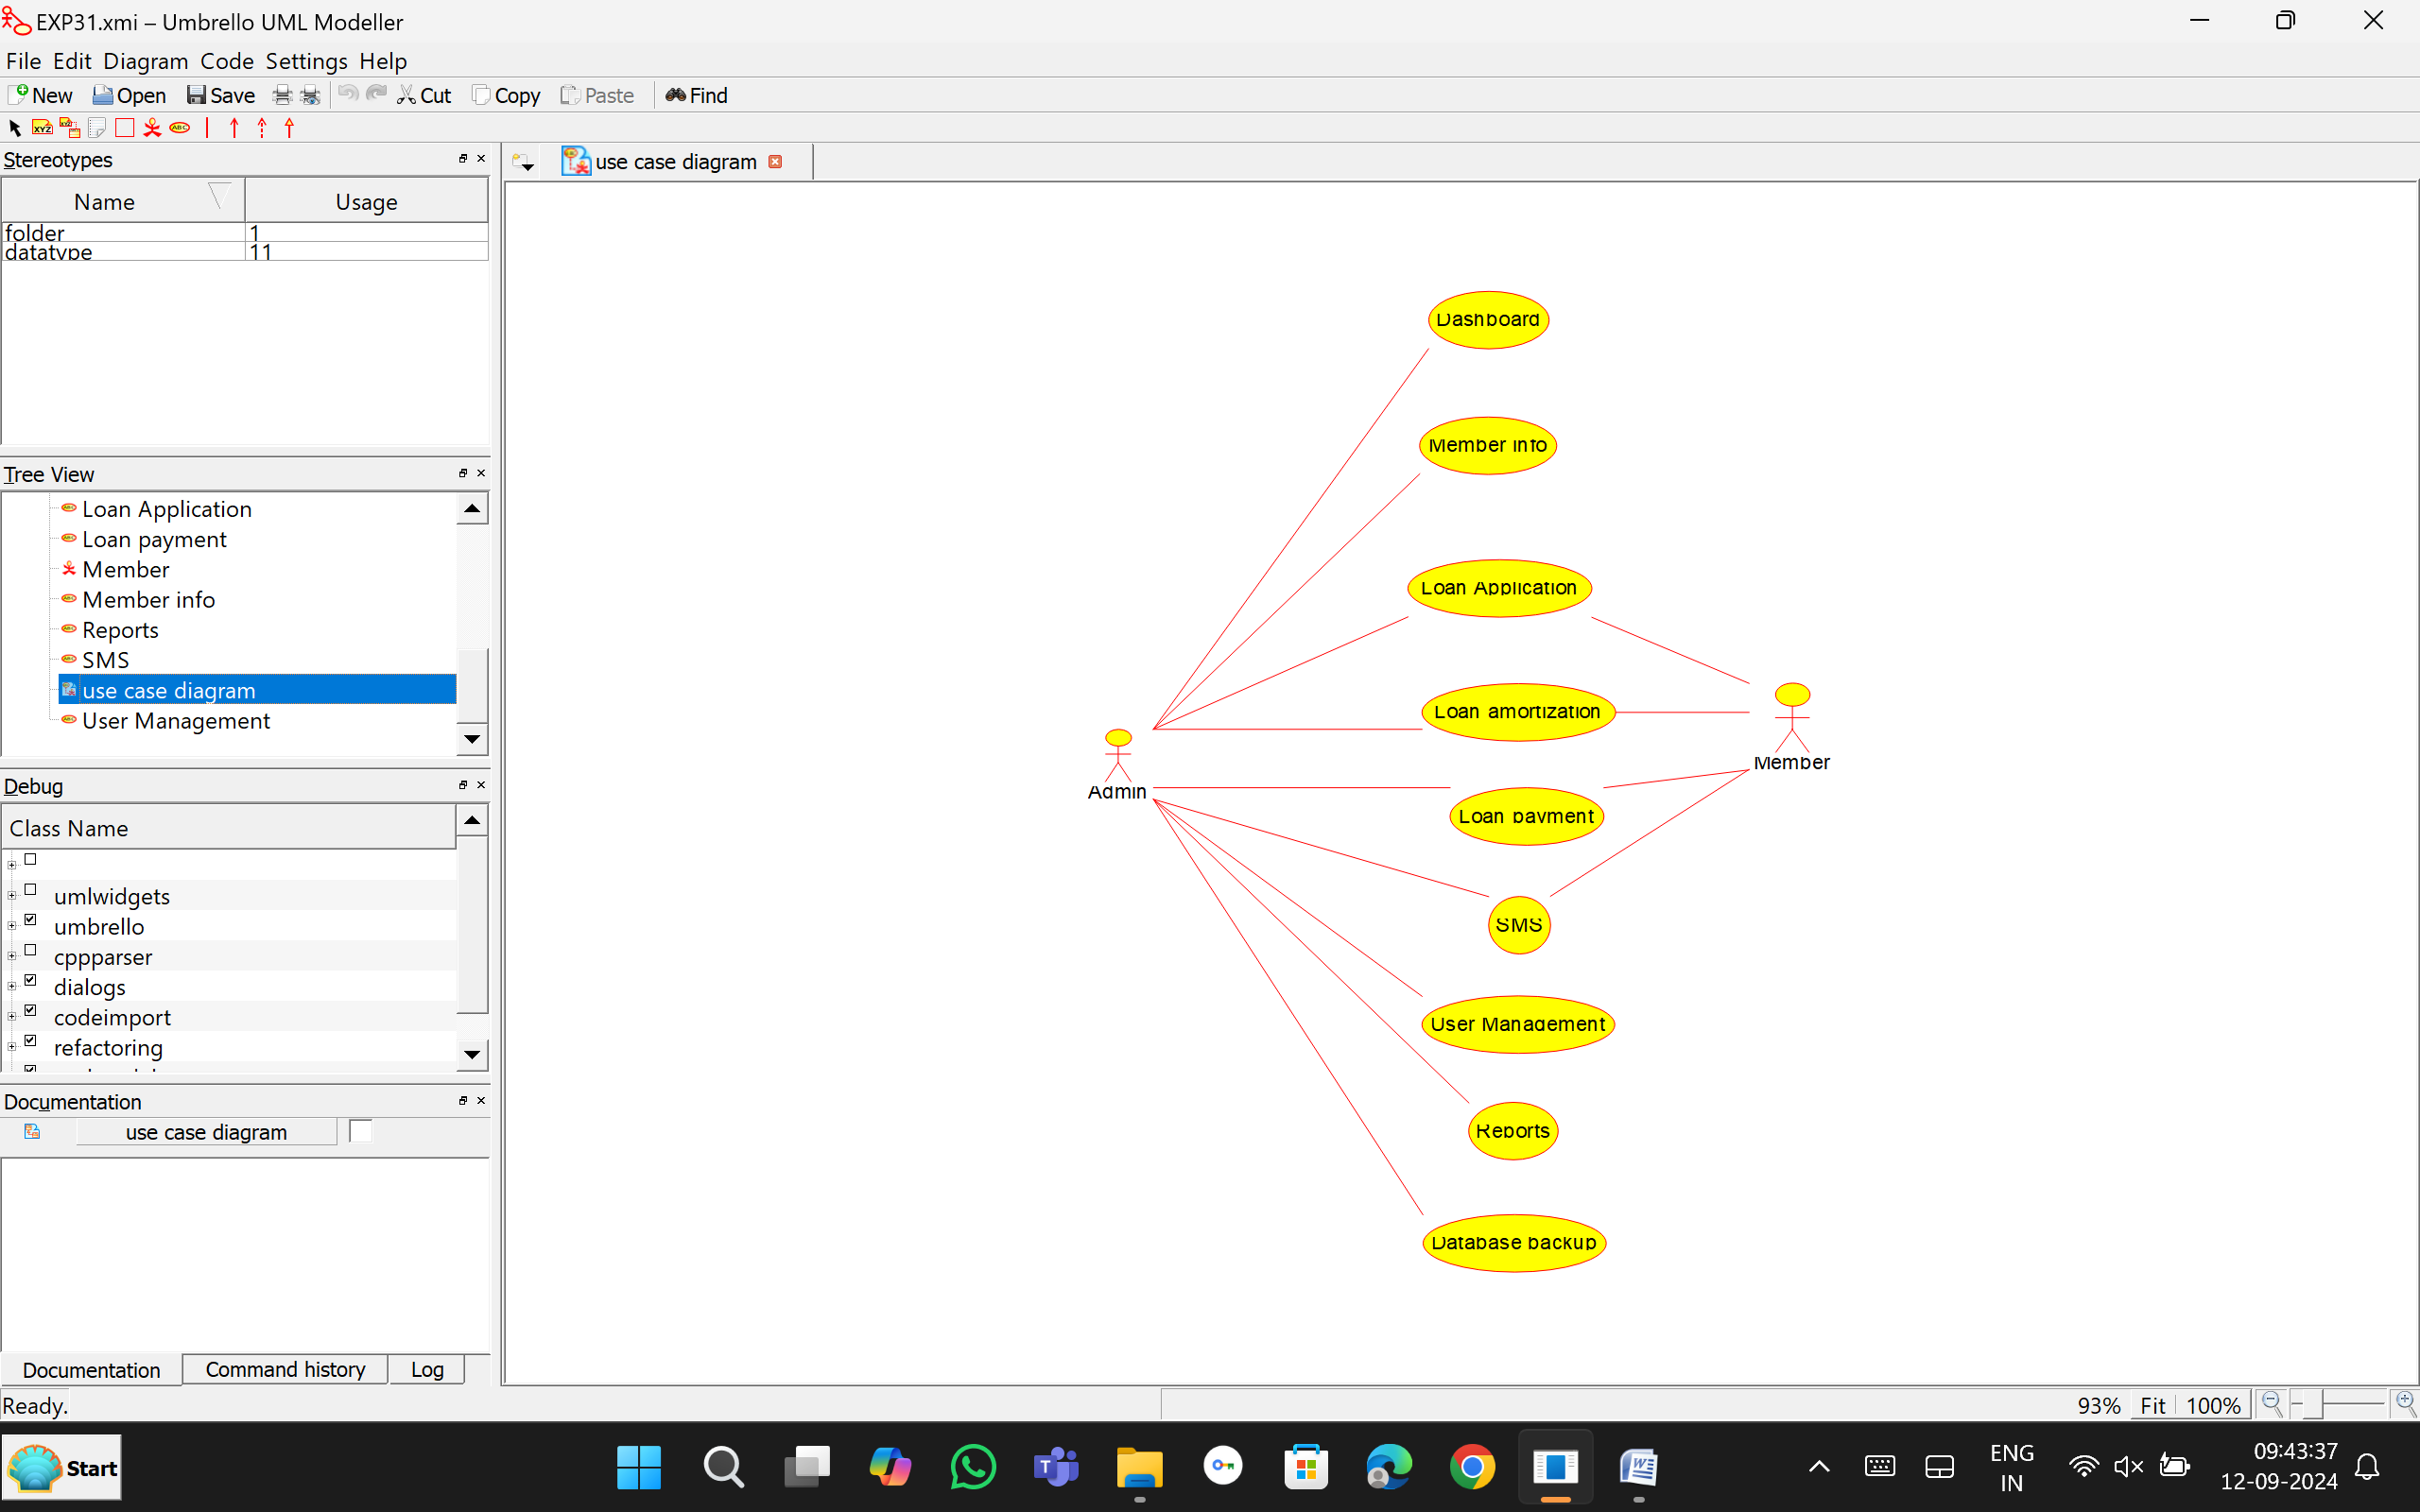 EXP31.xmi – Umbrello UML Modeller
File Edit Diagram Code Settings Help
New Open Save Cut Copy Paste Find
Stereotypes
use case diagram
Name Usage
folder 1
datatype 11
Tree View
Loan Application
Loan payment
Member
Member info
Reports
SMS
use case diagram
User Management
Debug
Class Name
umlwidgets
umbrello
cppparser
dialogs
codeimport
refactoring
Documentation
use case diagram
Documentation Command history Log
Dashboard
Member info
Loan Application
Loan amortization
Member
Admin
Loan payment
SMS
User Management
Reports
Database backup
Ready.
93% Fit 100%
Start
ENG
IN
09:43:37
12-09-2024